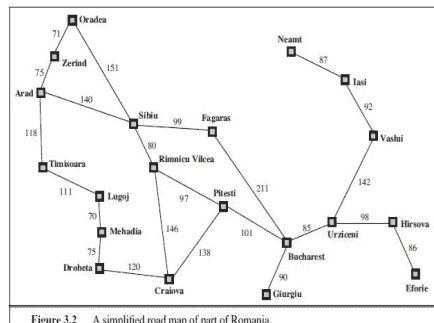 Oradea
71
Neamt
Zerind
87
151
75
Iasi
Arad
140
92
Sibiu
99
Fagaras
118
80
Vaslui
Timisoara
Rimnicu Vilcea
111
211
142
Lugoj
97
Pitesti
70
98
Hirsova
Mehadia
146
101
85
Urziceni
75
138
86
Bucharest
Drobeta
120
90
Craiova
Giurgiu
Eforie
Figure 3.2 A simplified road map of part of Romania.